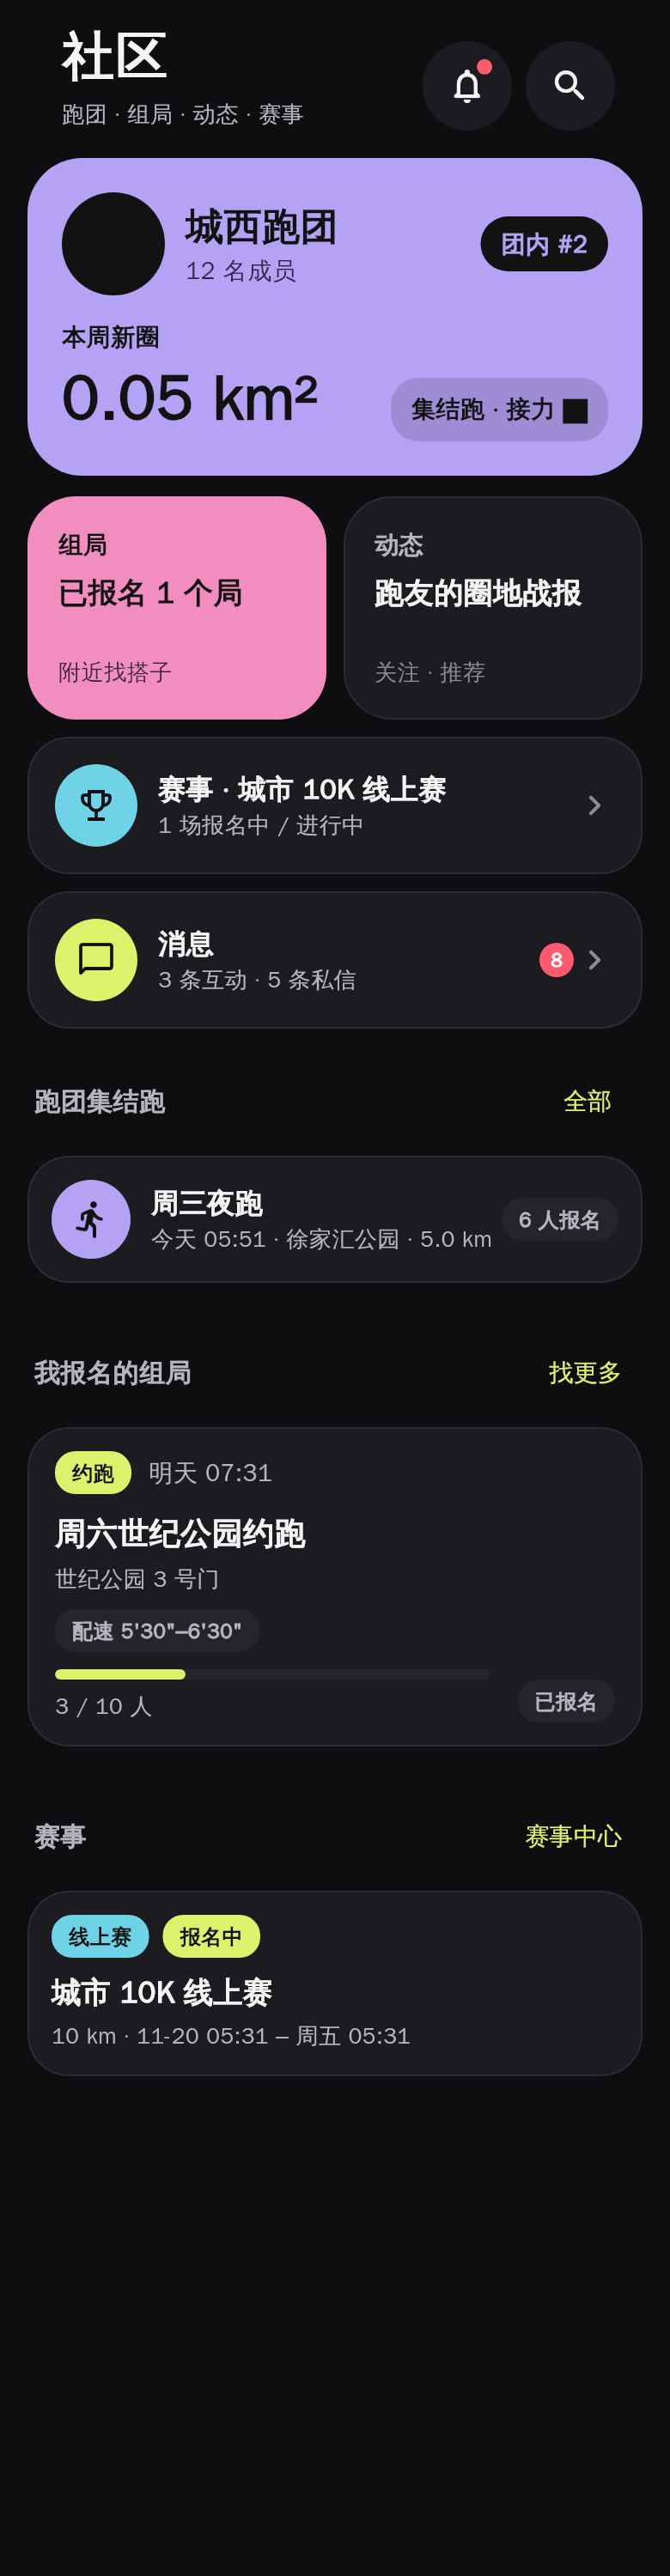 社区
跑团 · 组局 · 动态 · 赛事
城西跑团
12 名成员
团内 #2
本周新圈
0.05 km²
集结跑 · 接力
组局
已报名 1 个局
附近找搭子
动态
跑友的圈地战报
关注 · 推荐
赛事 · 城市 10K 线上赛
1 场报名中 / 进行中
消息
3 条互动 · 5 条私信
8
跑团集结跑
全部
周三夜跑
今天 05:51 · 徐家汇公园 · 5.0 km
6 人报名
我报名的组局
找更多
约跑
明天 07:31
周六世纪公园约跑
世纪公园 3 号门
配速 5'30"–6'30"
3 / 10 人
已报名
赛事
赛事中心
线上赛
报名中
城市 10K 线上赛
10 km · 11-20 05:31 – 周五 05:31